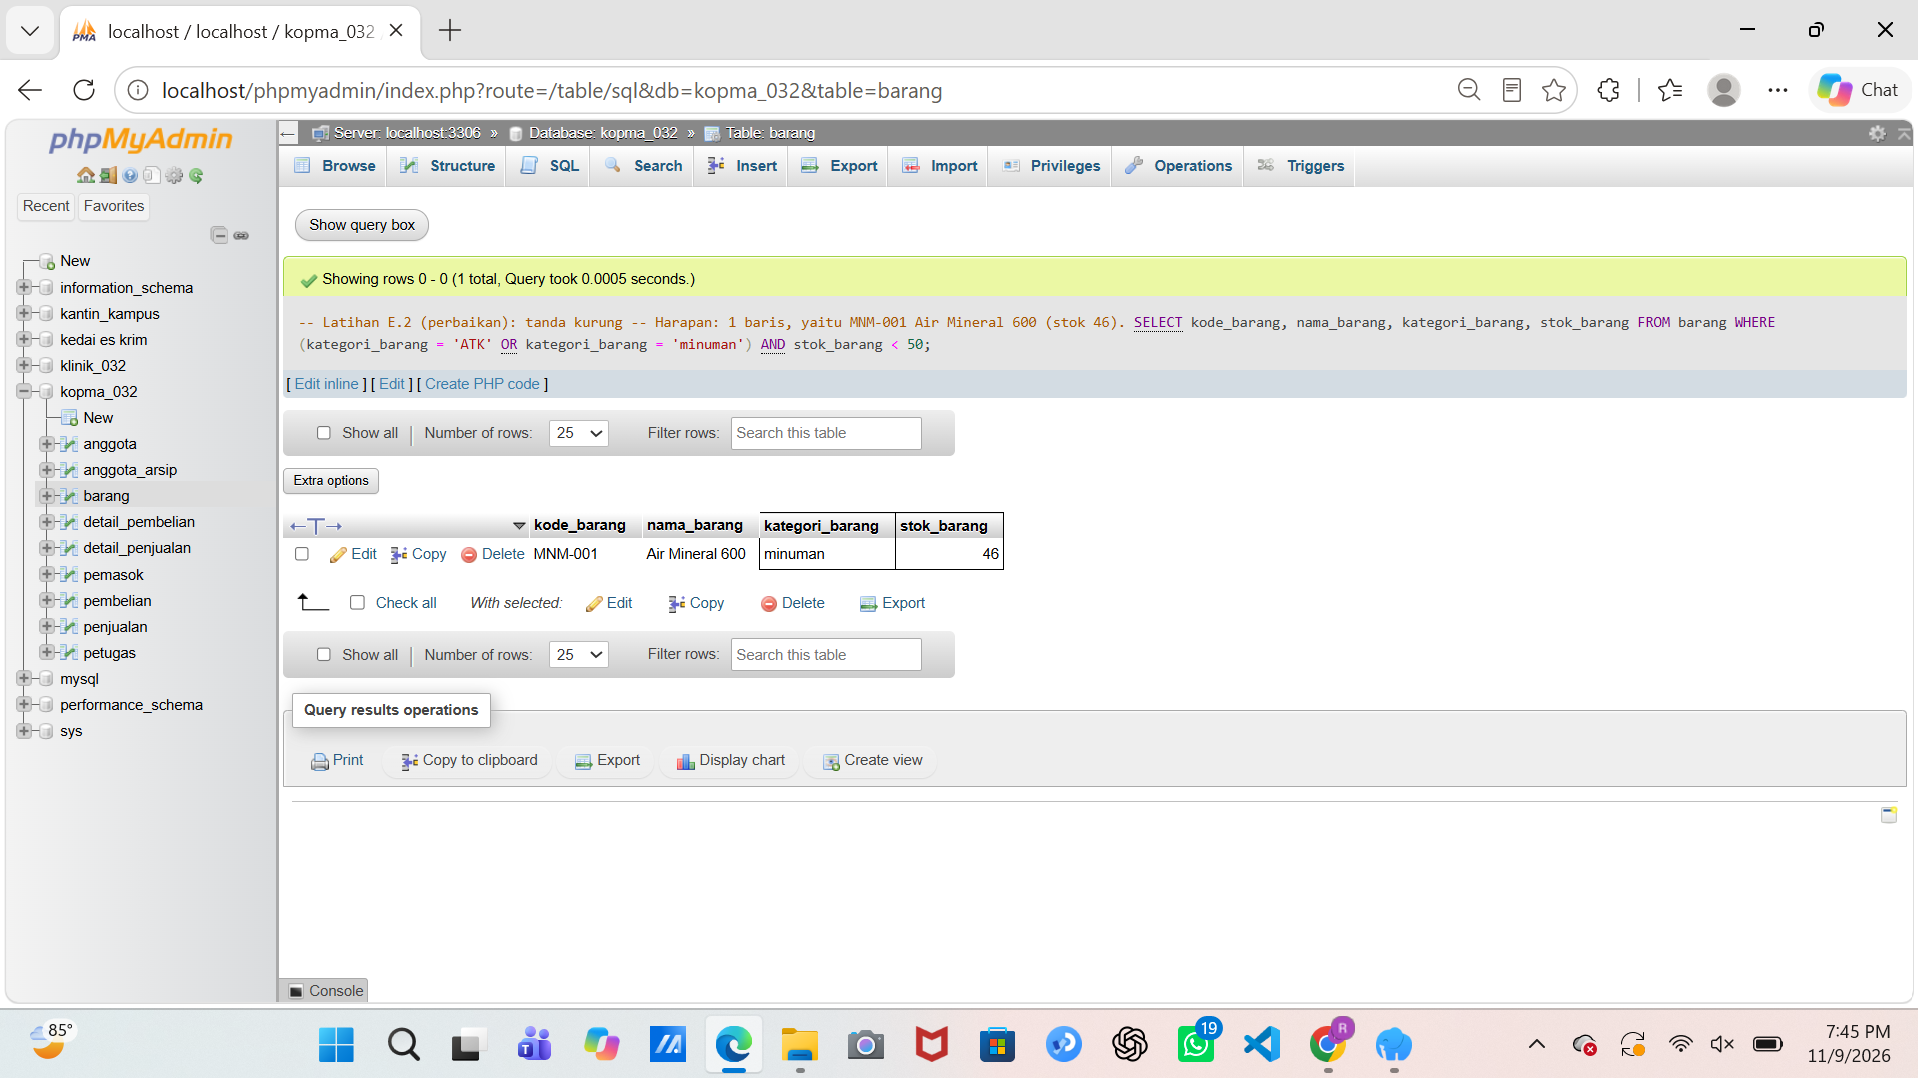 localhost / localhost / kopma_032
localhost/phpmyadmin/index.php?route=/table/sql&db=kopma_032&table=barang
Chat
phpMyAdmin
Recent
Favorites
New
information_schema
kantin_kampus
kedai es krim
klinik_032
kopma_032
New
anggota
anggota_arsip
barang
detail_pembelian
detail_penjualan
pemasok
pembelian
penjualan
petugas
mysql
performance_schema
sys
Server: localhost:3306 » Database: kopma_032 » Table: barang
Browse Structure SQL Search Insert Export Import Privileges Operations Triggers
Show query box
Showing rows 0 - 0 (1 total, Query took 0.0005 seconds.)
-- Latihan E.2 (perbaikan): tanda kurung -- Harapan: 1 baris, yaitu MNM-001 Air Mineral 600 (stok 46). SELECT kode_barang, nama_barang, kategori_barang, stok_barang FROM barang WHERE
(kategori_barang = 'ATK' OR kategori_barang = 'minuman') AND stok_barang < 50;
[ Edit inline ] [ Edit ] [ Create PHP code ]
Show all Number of rows: 25 Filter rows: Search this table
Extra options
kode_barang nama_barang kategori_barang stok_barang
Edit Copy Delete MNM-001 Air Mineral 600 minuman 46
Check all With selected: Edit Copy Delete Export
Show all Number of rows: 25 Filter rows: Search this table
Query results operations
Print Copy to clipboard Export Display chart Create view
Console
85°
19
R
7:45 PM
11/9/2026